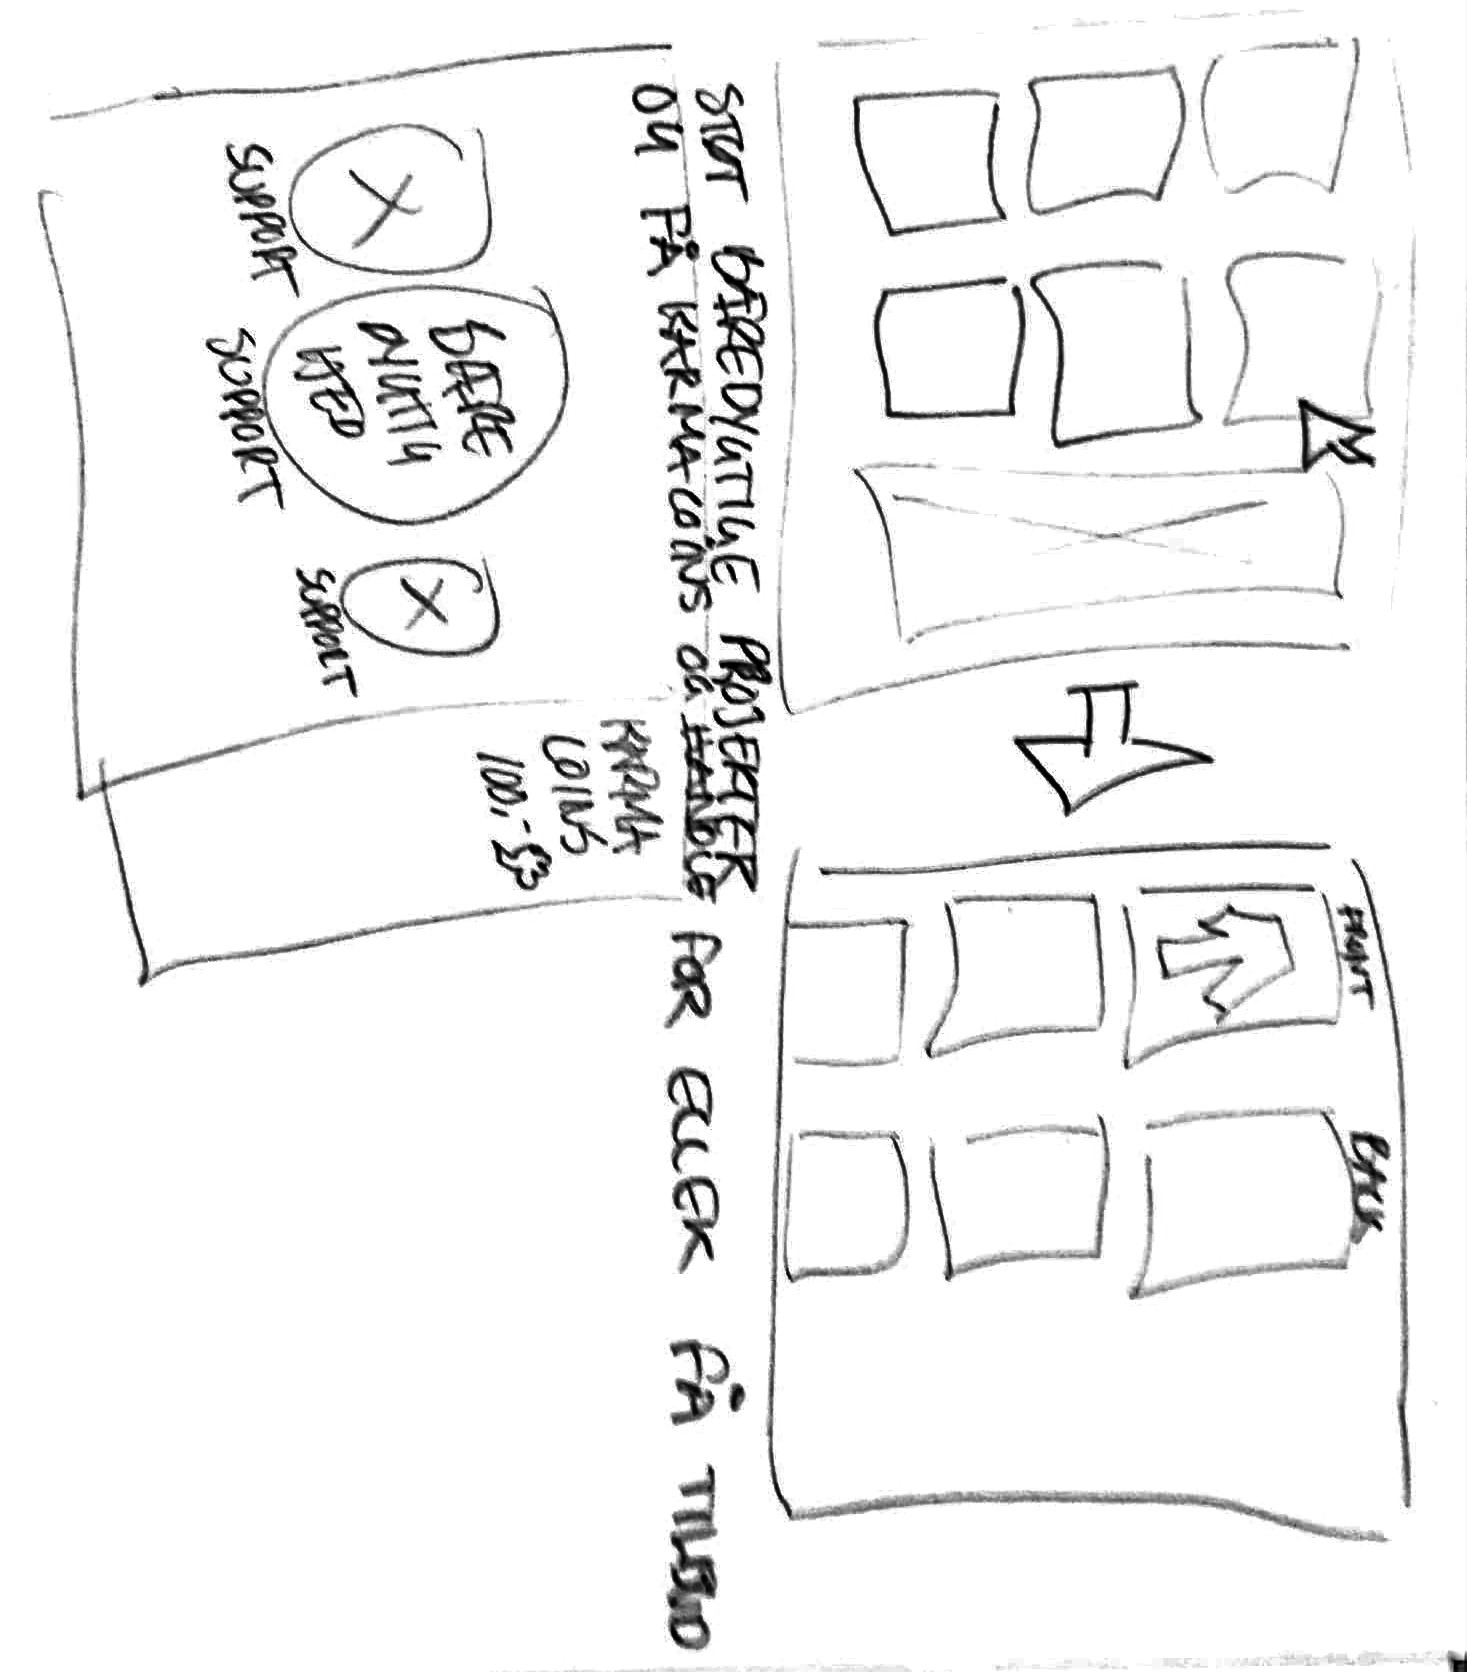 FRONT
BACK
STØT BÆREDYGTIGE PROJEKTER
OG FÅ KARMACOINS OG HANDLE FOR ELLER FÅ TILBUD
KARMA
COINS
100,-
BÆRE
DYGTIG
HED
SUPPORT
SUPPORT
SUPPORT